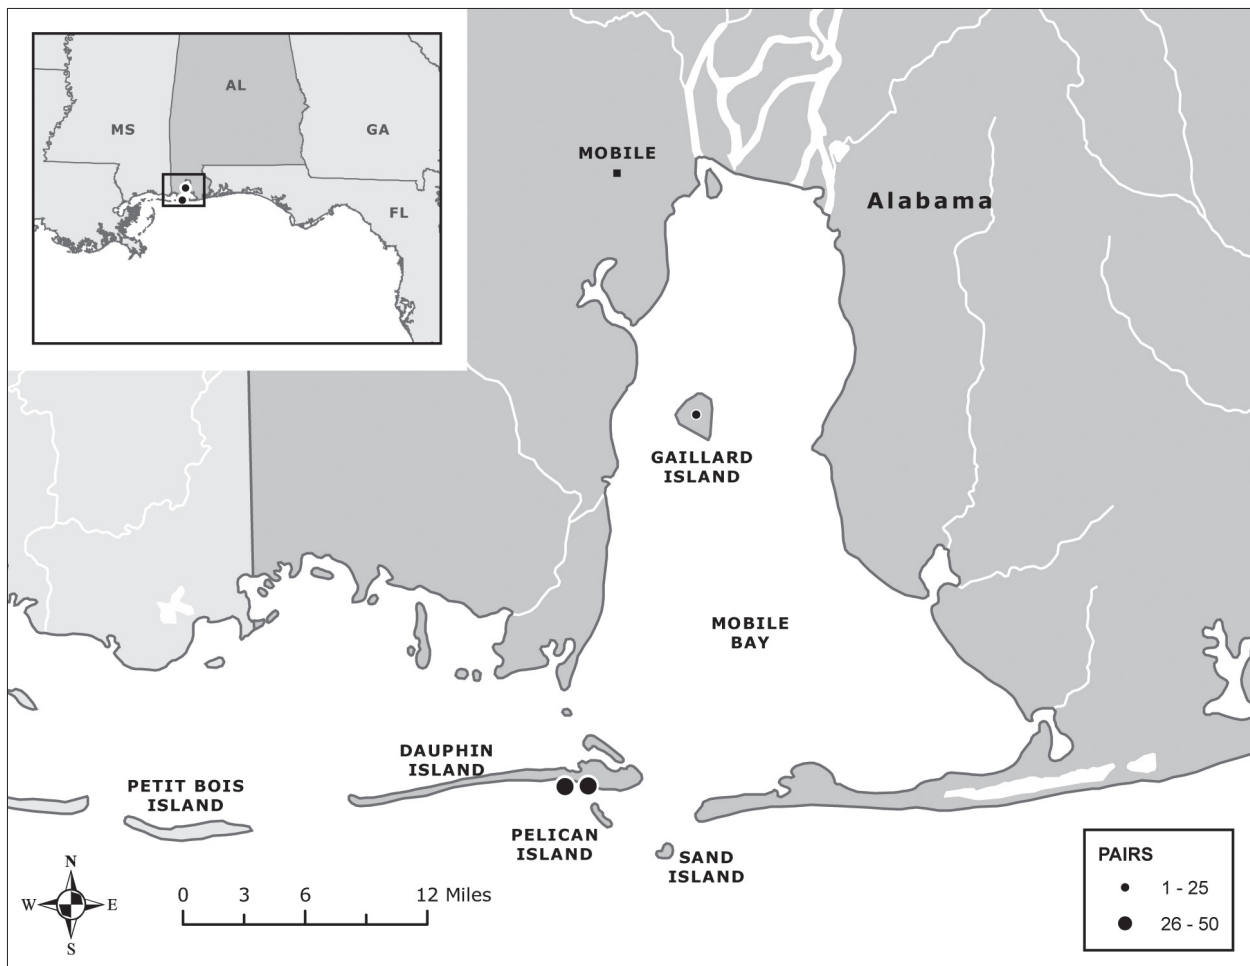 AL
MS
GA
FL
MOBILE
Alabama
GAILLARD
ISLAND
MOBILE
BAY
DAUPHIN
ISLAND
PETIT BOIS
ISLAND
PELICAN
ISLAND
SAND
ISLAND
N
W E
S
0 3 6 12 Miles
PAIRS
1 - 25
26 - 50